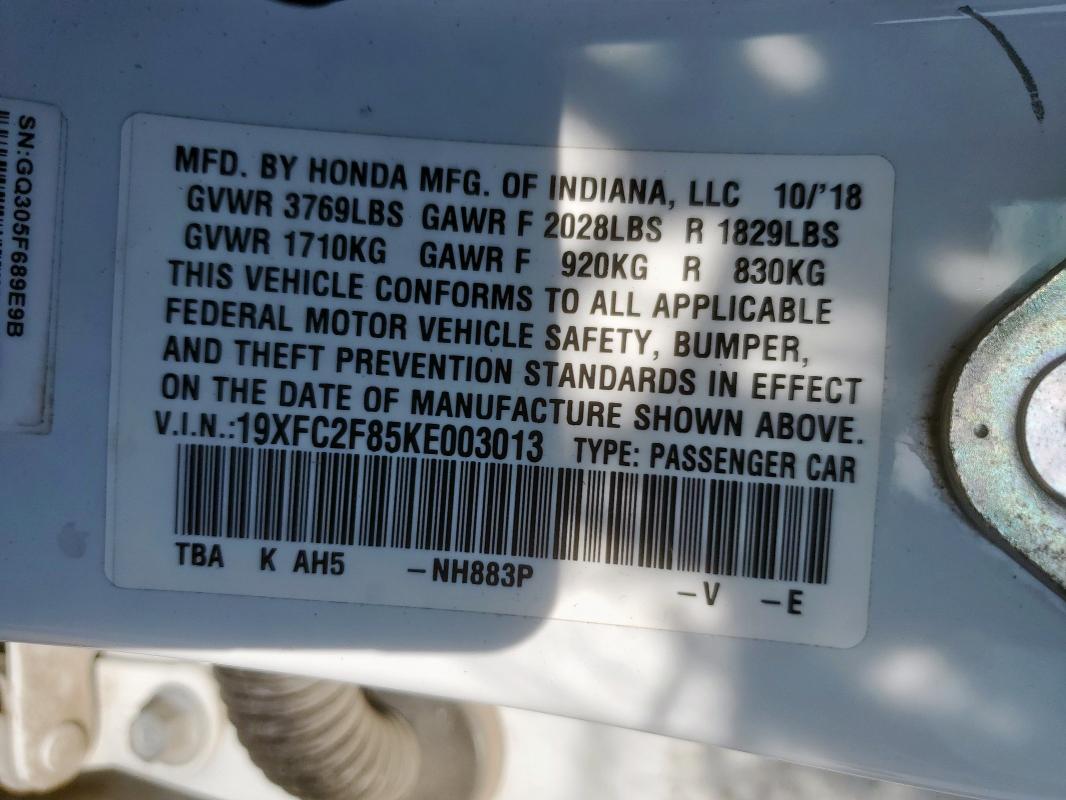 SN:GQ305F689E9B
MFD. BY HONDA MFG. OF INDIANA, LLC 10/'18
GVWR 3769LBS GAWR F 2028LBS R 1829LBS
GVWR 1710KG GAWR F 920KG R 830KG
THIS VEHICLE CONFORMS TO ALL APPLICABLE
FEDERAL MOTOR VEHICLE SAFETY, BUMPER,
AND THEFT PREVENTION STANDARDS IN EFFECT
ON THE DATE OF MANUFACTURE SHOWN ABOVE.
V.I.N.:19XFC2F85KE003013 TYPE: PASSENGER CAR
TBA K AH5 –NH883P –V –E